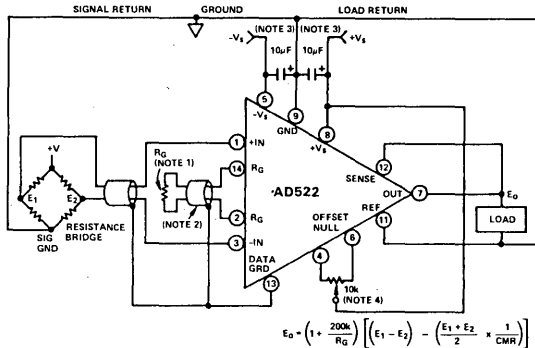 SIGNAL RETURN GROUND LOAD RETURN
(NOTE 3) (NOTE 3)
-Vs +Vs
10μF 10μF
+ +
5 9 8
-Vs GND +Vs
1 +IN
RG
(NOTE 1)
14 RG
AD522
12 SENSE
OUT 7 Eo
LOAD
REF 11
+V
E1 E2
RESISTANCE
BRIDGE
SIG
GND
(NOTE 2)
2 RG
3 -IN
OFFSET
NULL
4 6
DATA
GRD
13
10k
(NOTE 4)
Eo = (1 + 200k/RG) [(E1 - E2) - (E1 + E2/2 x 1/CMR)]